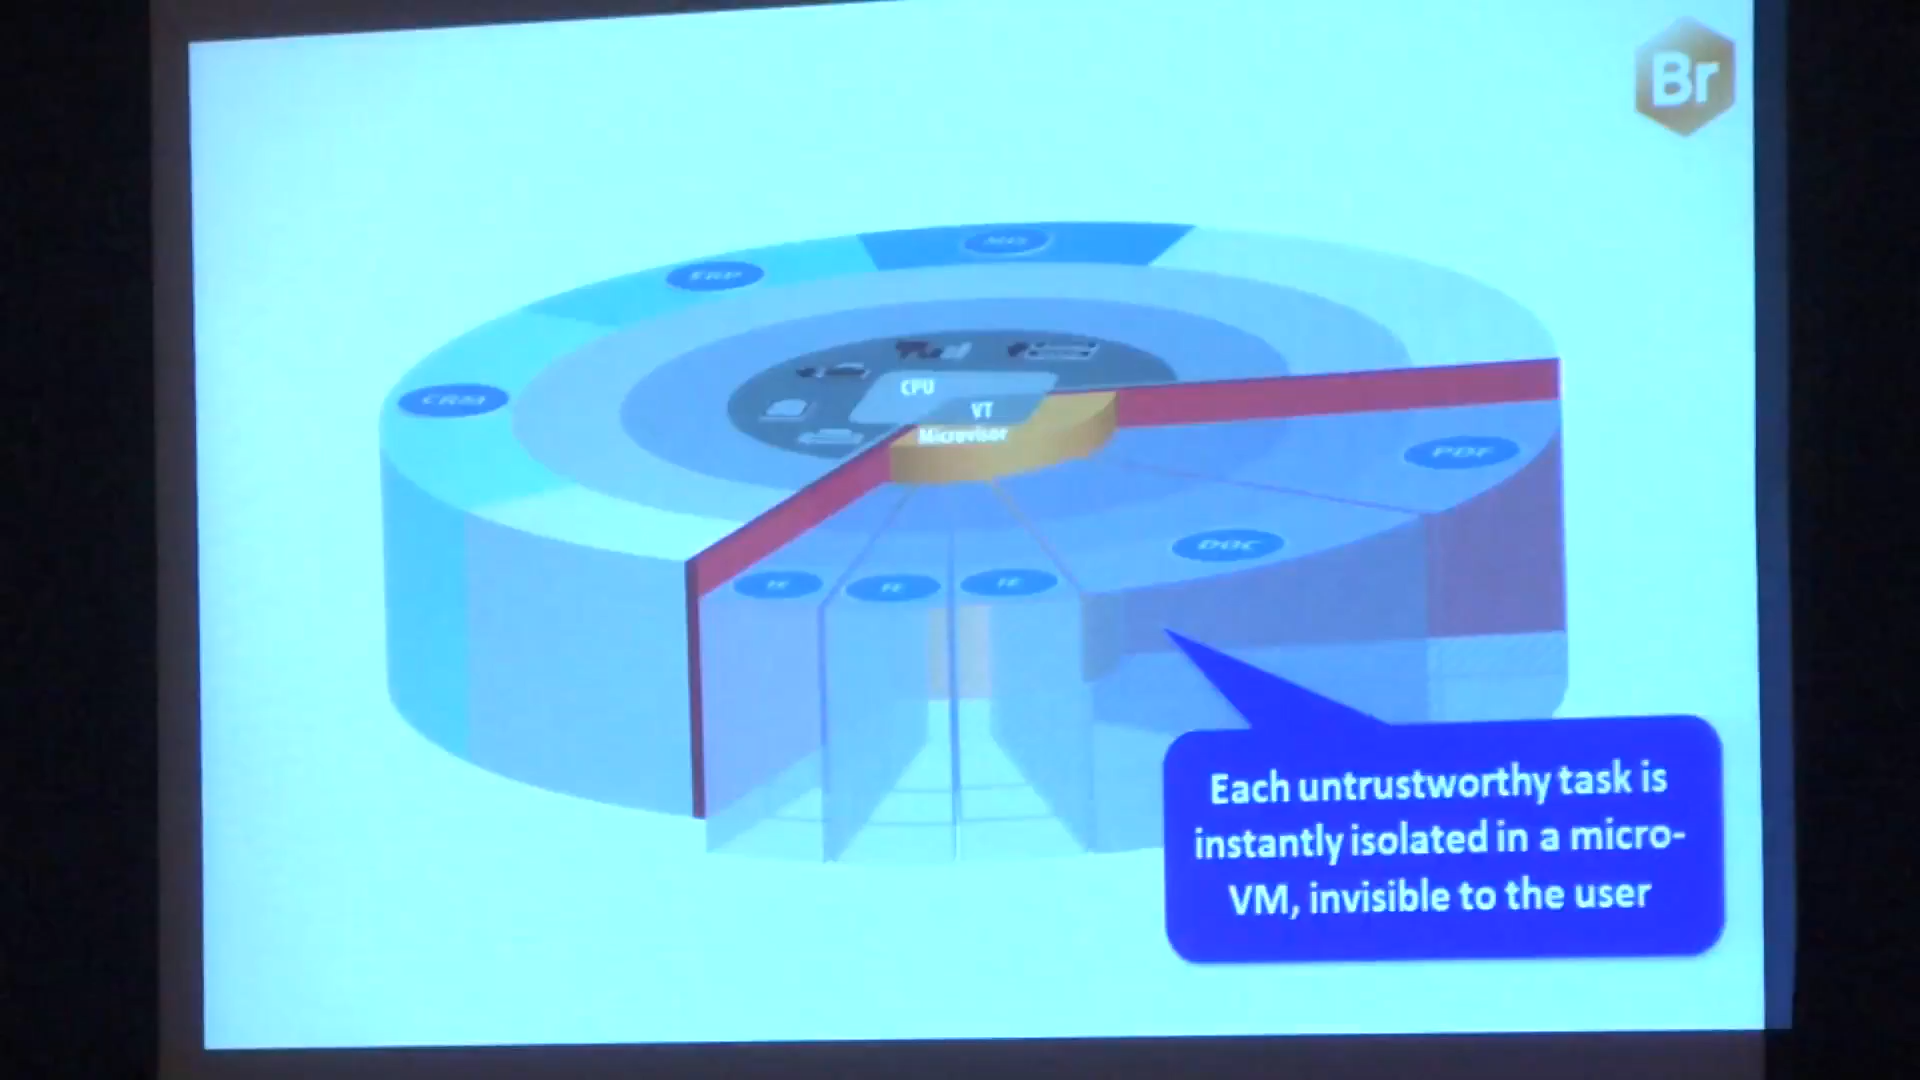 Br
ERP
CRM
CPU
VT
Microvisor
PDF
DOC
Each untrustworthy task is
instantly isolated in a micro-
VM, invisible to the user